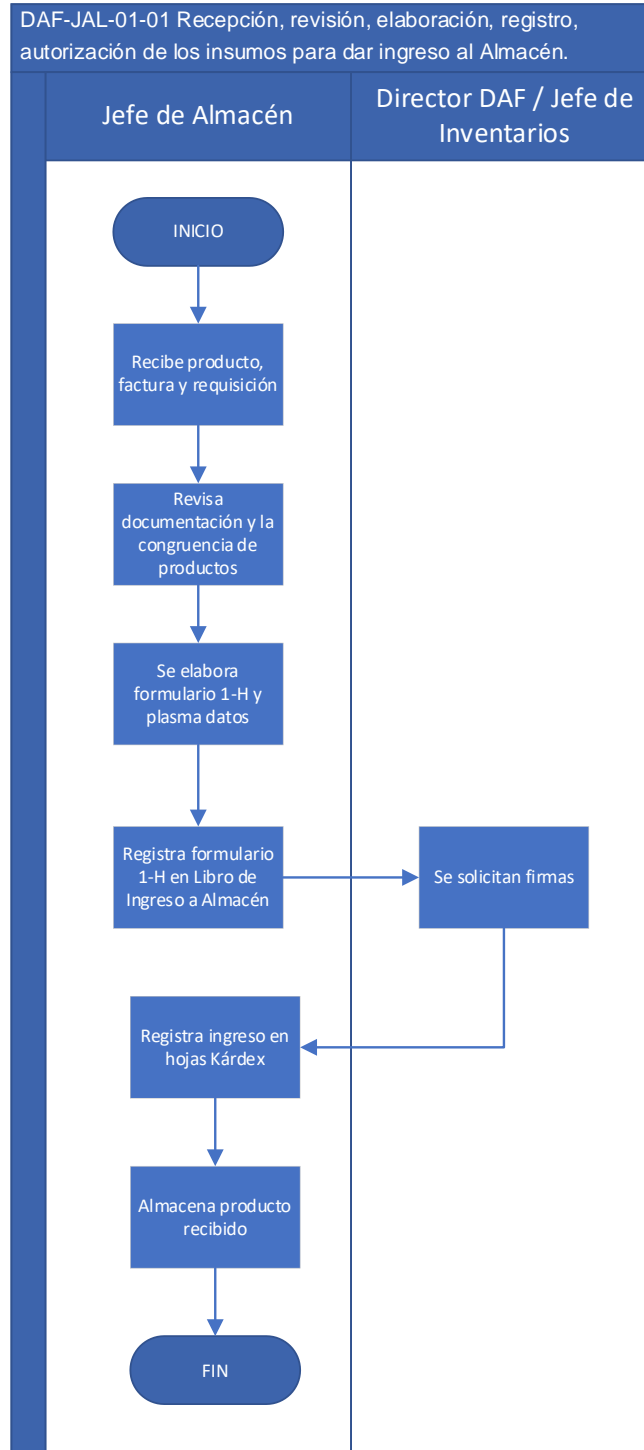 DAF-JAL-01-01 Recepción, revisión, elaboración, registro,
autorización de los insumos para dar ingreso al Almacén.
Jefe de Almacén
Director DAF / Jefe de
Inventarios
INICIO
Recibe producto,
factura y requisición
Revisa
documentación y la
congruencia de
productos
Se elabora
formulario 1-H y
plasma datos
Registra formulario
1-H en Libro de
Ingreso a Almacén
Se solicitan firmas
Registra ingreso en
hojas Kárdex
Almacena producto
recibido
FIN